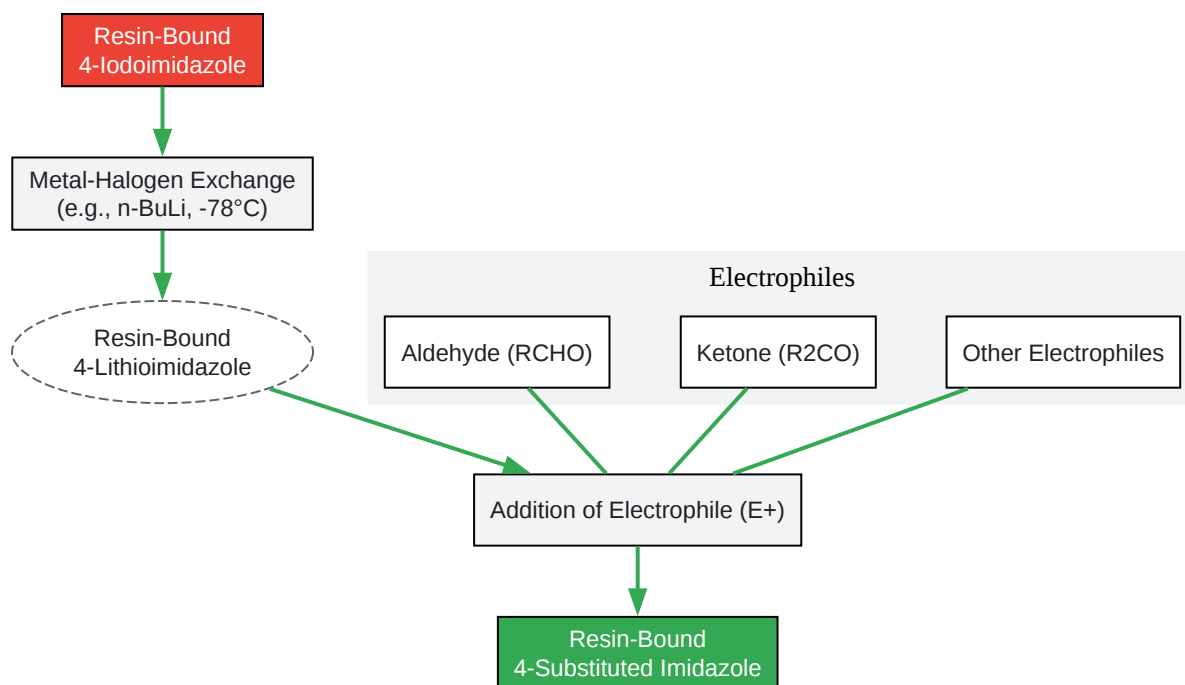 Resin-Bound
4-Iodoimidazole
Metal-Halogen Exchange
(e.g., n-BuLi, -78°C)
Resin-Bound
4-Lithioimidazole
Electrophiles
Aldehyde (RCHO)
Ketone (R2CO)
Other Electrophiles
Addition of Electrophile (E+)
Resin-Bound
4-Substituted Imidazole